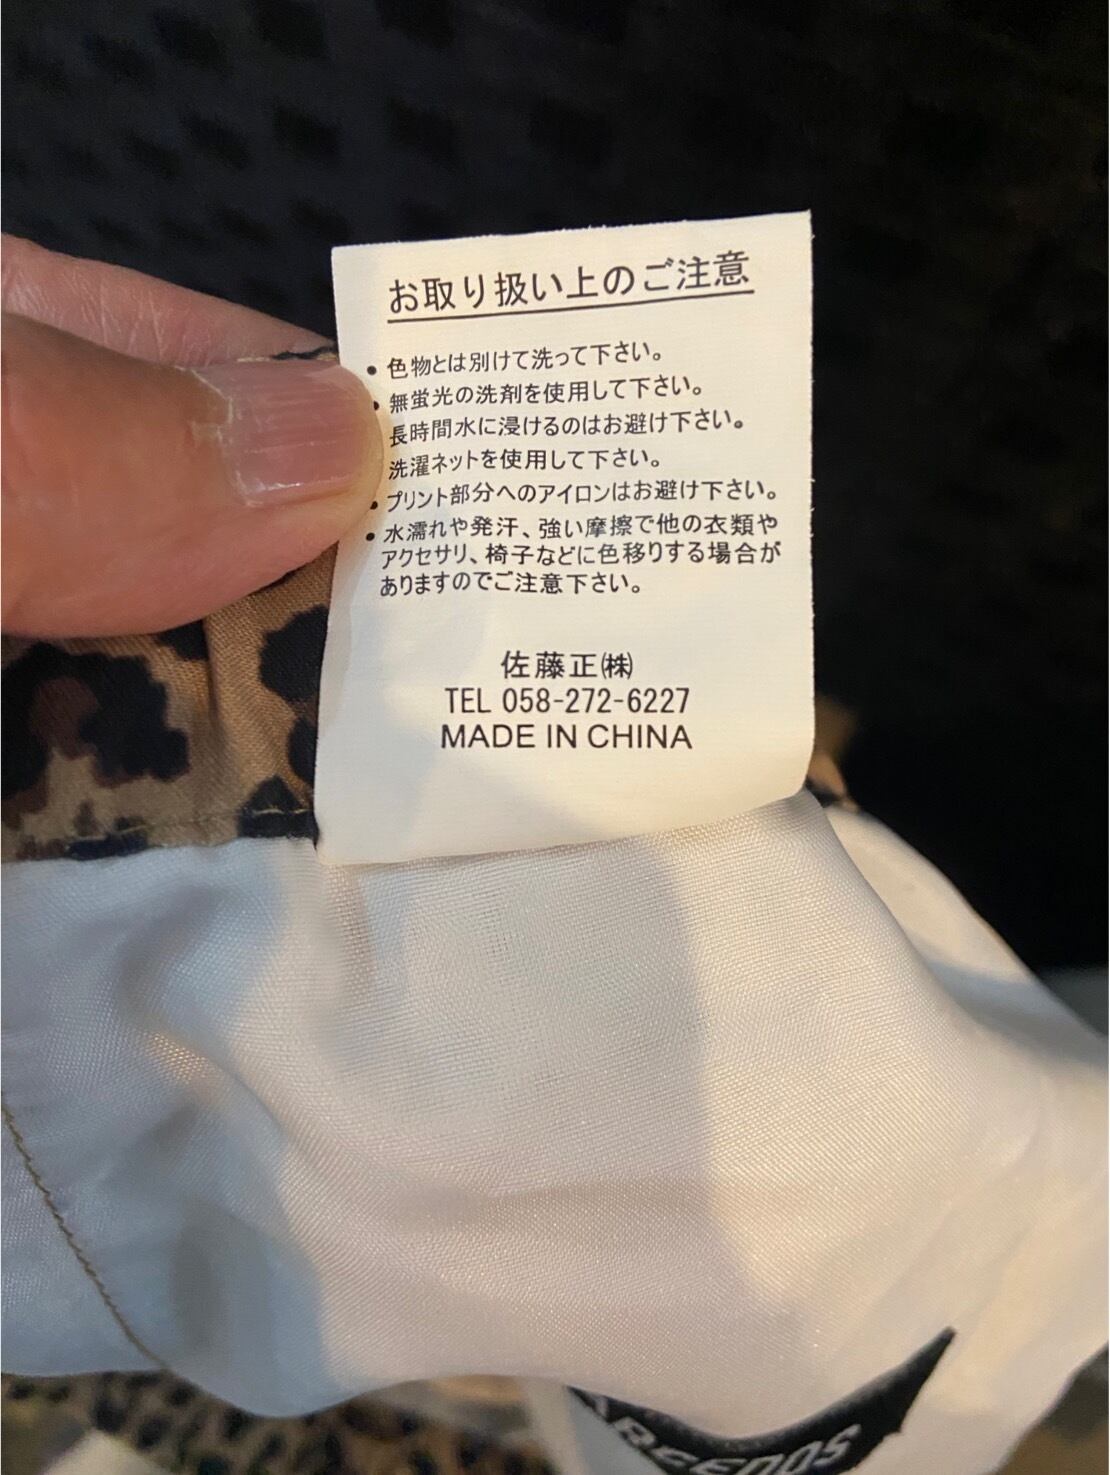 お取り扱い上のご注意
・色物とは別けて洗って下さい。
・無蛍光の洗剤を使用して下さい。
長時間水に浸けるのはお避け下さい。
洗濯ネットを使用して下さい。
・プリント部分へのアイロンはお避け下さい。
・水濡れや発汗、強い摩擦で他の衣類や
アクセサリ、椅子などに色移りする場合が
ありますのでご注意下さい。
佐藤正㈱
TEL 058-272-6227
MADE IN CHINA